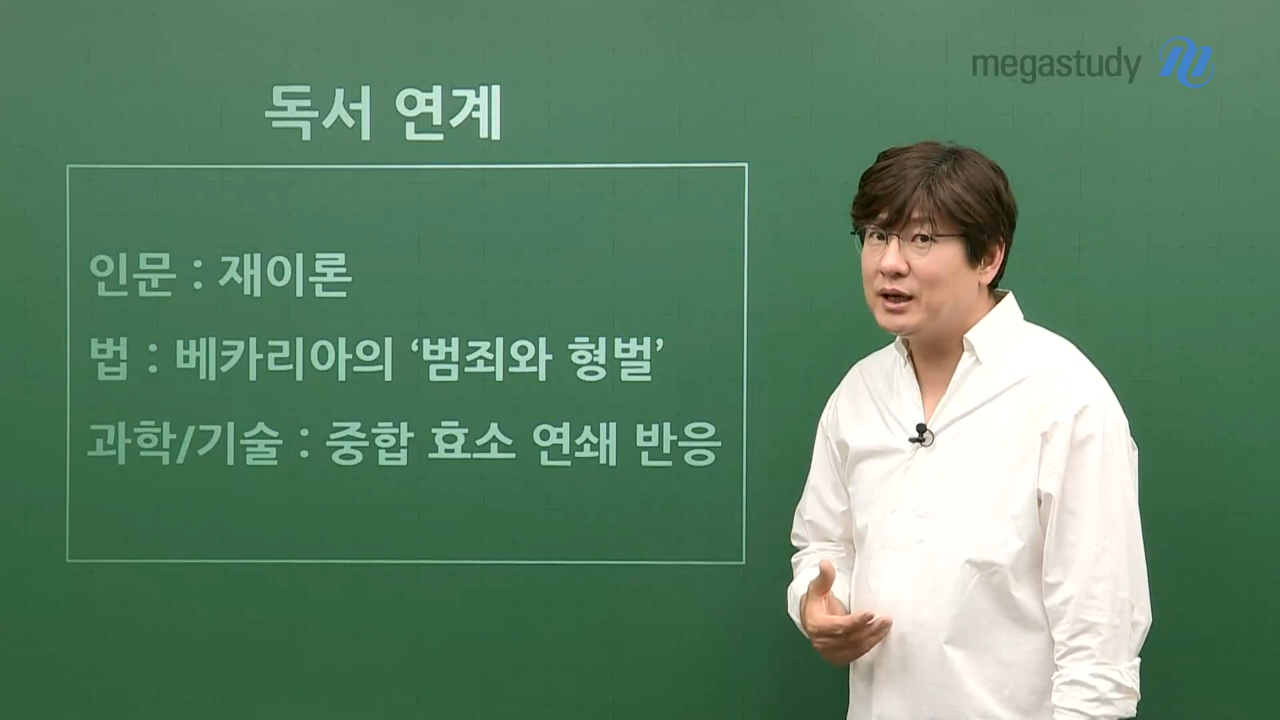 megastudy
독서 연계
인문 : 재이론
법 : 베카리아의 ‘범죄와 형벌’
과학/기술 : 중합 효소 연쇄 반응